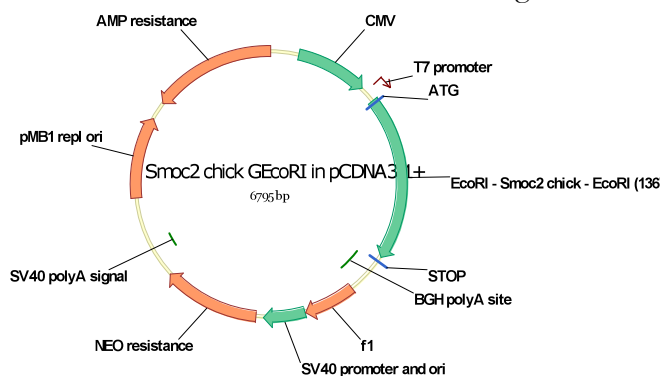 AMP resistance
CMV
T7 promoter
ATG
pMB1 repl ori
Smoc2 chick GEcoRI in pCDNA3.1+
6795 bp
EcoRI - Smoc2 chick - EcoRI (136
SV40 polyA signal
STOP
BGH polyA site
NEO resistance
f1
SV40 promoter and ori